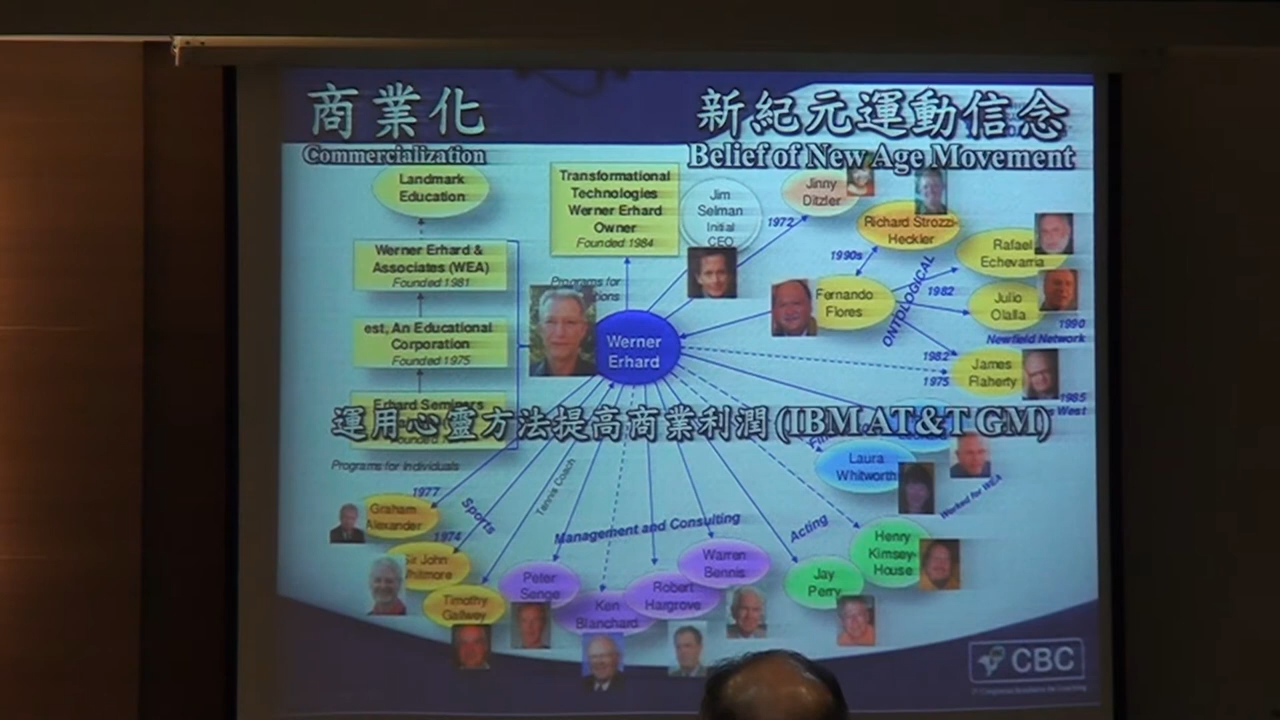 商業化
Commercialization
新紀元運動信念
Belief of New Age Movement
Landmark
Education
Werner Erhard &
Associates (WEA)
Founded 1981
est, An Educational
Corporation
Founded 1975
Erhard Seminars
Programs for Individuals
Transformational
Technologies
Werner Erhard
Owner
Founded 1984
Programs for
Jim
Selman
Initial
CEO
1972
Jinny
Ditzler
Richard Strozzi-
Heckler
1990s
Fernando
Flores
ONTOLOGICAL
1982
Rafael
Echevarria
Julio
Olalla
1990
Newfield Network
1982
1975
James
Flaherty
1985
West
Werner
Erhard
運用心靈方法提高商業利潤(IBM AT&T GM)
Laura
Whitworth
Worked for WEA
Henry
Kimsey-
House
Acting
Jay
Perry
Management and Consulting
Warren
Bennis
Robert
Hargrove
Ken
Blanchard
Peter
Senge
Tennis Coach
Sports
1977
Graham
Alexander
1974
Sir John
Whitmore
Timothy
Gallwey
CBC